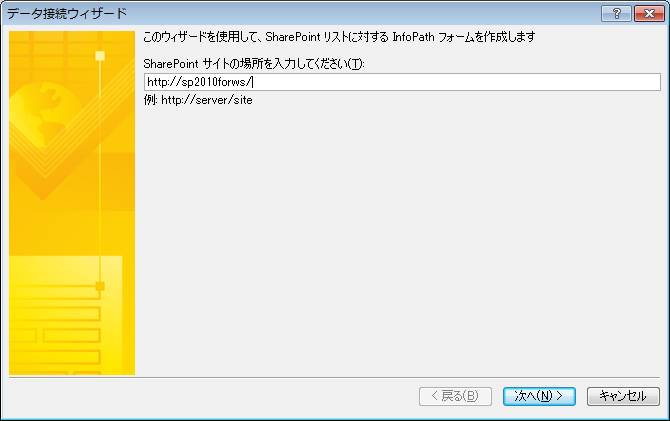 データ接続ウィザード
このウィザードを使用して、SharePoint リストに対する InfoPath フォームを作成します
SharePoint サイトの場所を入力してください(T):
http://sp2010forws/
例: http://server/site
< 戻る(B)
次へ(N) >
キャンセル